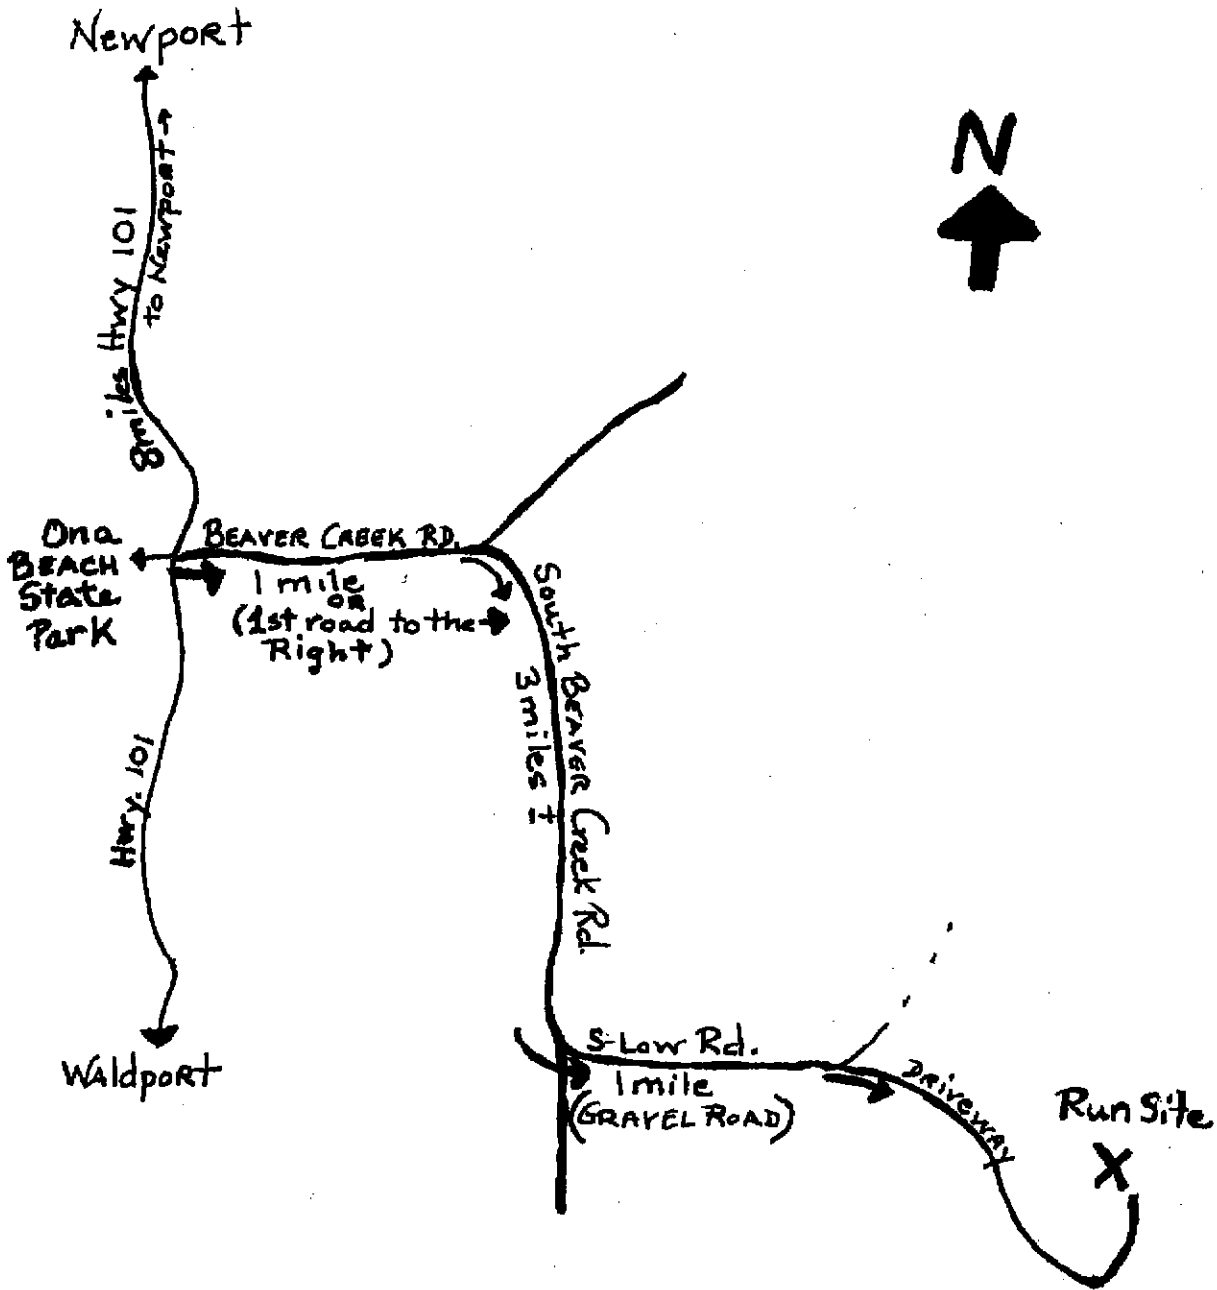 Newport
N
8 miles Hwy 101
to Newport
Ona
BEACH
State
Park
BEAVER CREEK RD.
1 mile
OR
(1st road to the
Right)
South BEAVER Creek Rd.
3 miles ±
Hwy. 101
Waldport
S-Low Rd.
1 mile
(GRAVEL ROAD)
DRIVEWAY
Run Site
X